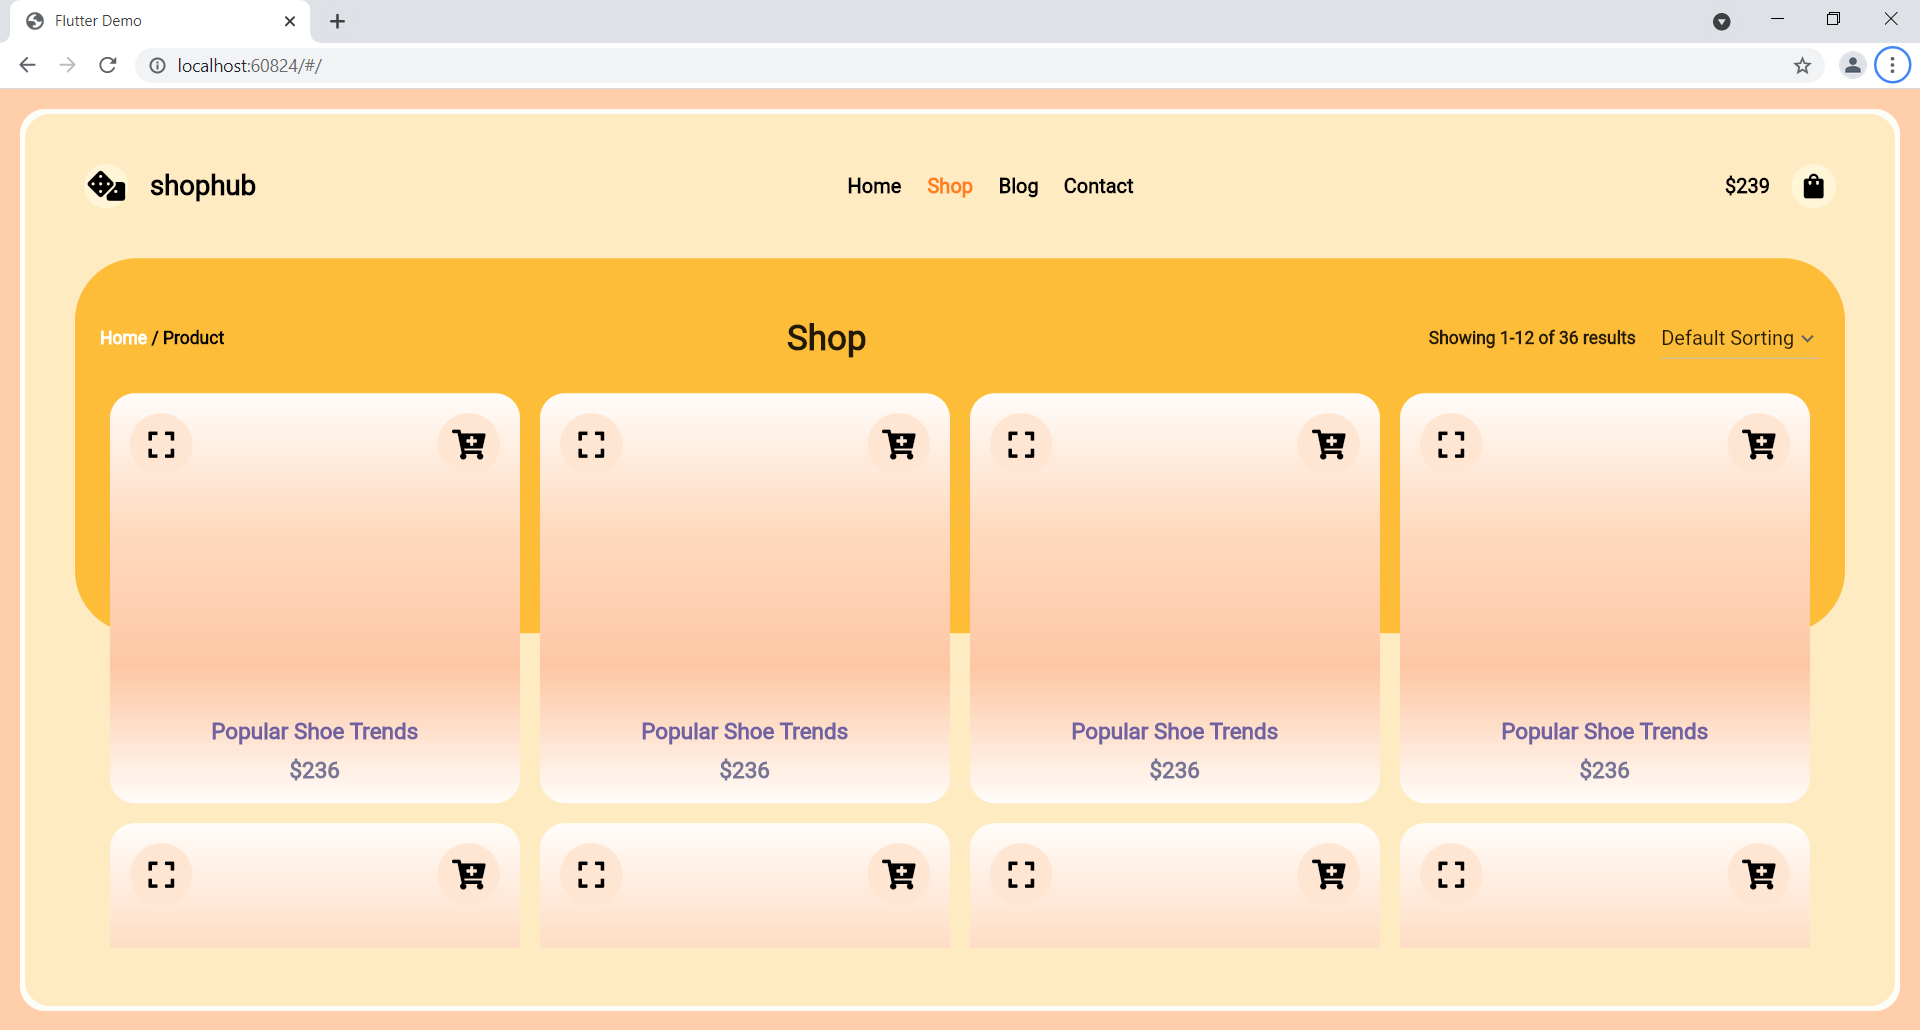 Flutter Demo
localhost:60824/#/
shophub
Home Shop Blog Contact
$239
Home / Product
Shop
Showing 1-12 of 36 results
Default Sorting
Popular Shoe Trends
$236
Popular Shoe Trends
$236
Popular Shoe Trends
$236
Popular Shoe Trends
$236